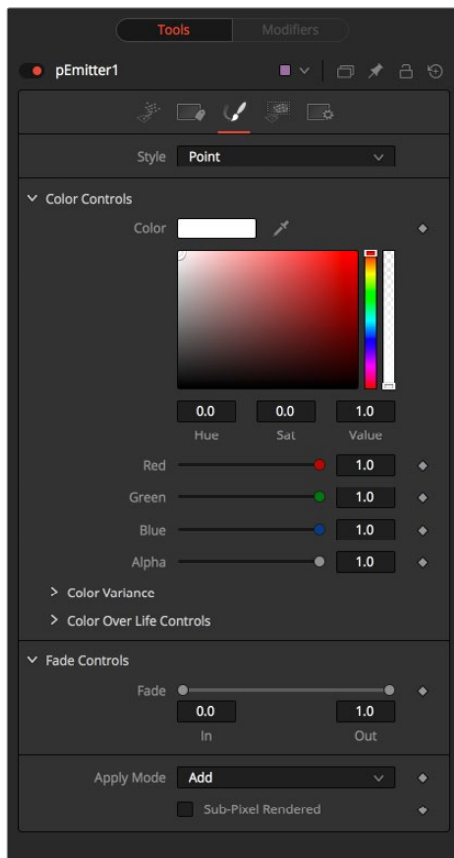 Tools Modifiers
pEmitter1
Style Point
Color Controls
Color
0.0 0.0 1.0
Hue Sat Value
Red 1.0
Green 1.0
Blue 1.0
Alpha 1.0
Color Variance
Color Over Life Controls
Fade Controls
Fade
0.0 1.0
In Out
Apply Mode Add
Sub-Pixel Rendered